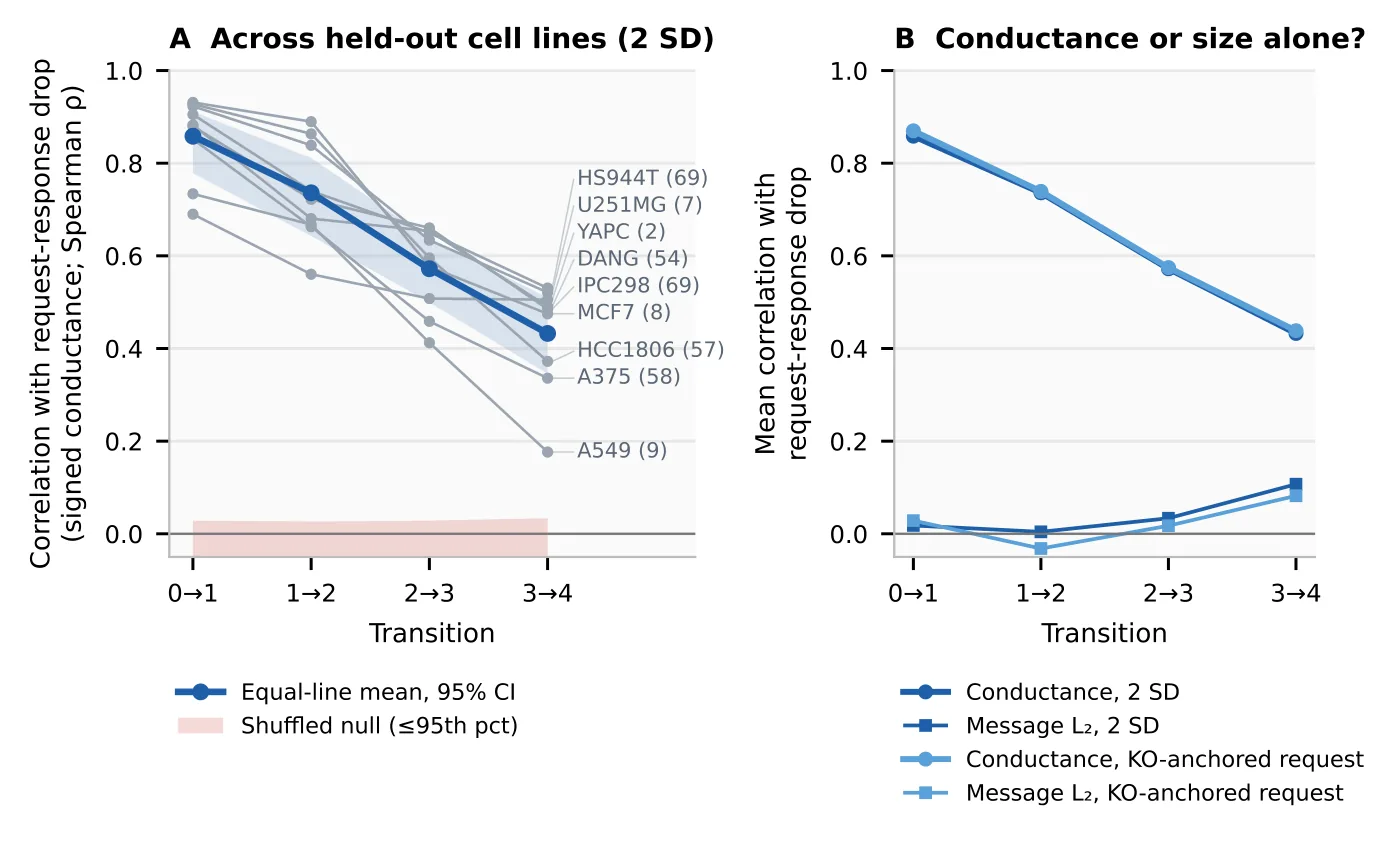 A Across held-out cell lines (2 SD)
Correlation with request-response drop
(signed conductance; Spearman ρ)
1.0
0.8
0.6
0.4
0.2
0.0
HS944T (69)
U251MG (7)
YAPC (2)
DANG (54)
IPC298 (69)
MCF7 (8)
HCC1806 (57)
A375 (58)
A549 (9)
0→1
1→2
2→3
3→4
Transition
Equal-line mean, 95% CI
Shuffled null (≤95th pct)
B Conductance or size alone?
Mean correlation with
request-response drop
1.0
0.8
0.6
0.4
0.2
0.0
0→1
1→2
2→3
3→4
Transition
Conductance, 2 SD
Message L₂, 2 SD
Conductance, KO-anchored request
Message L₂, KO-anchored request